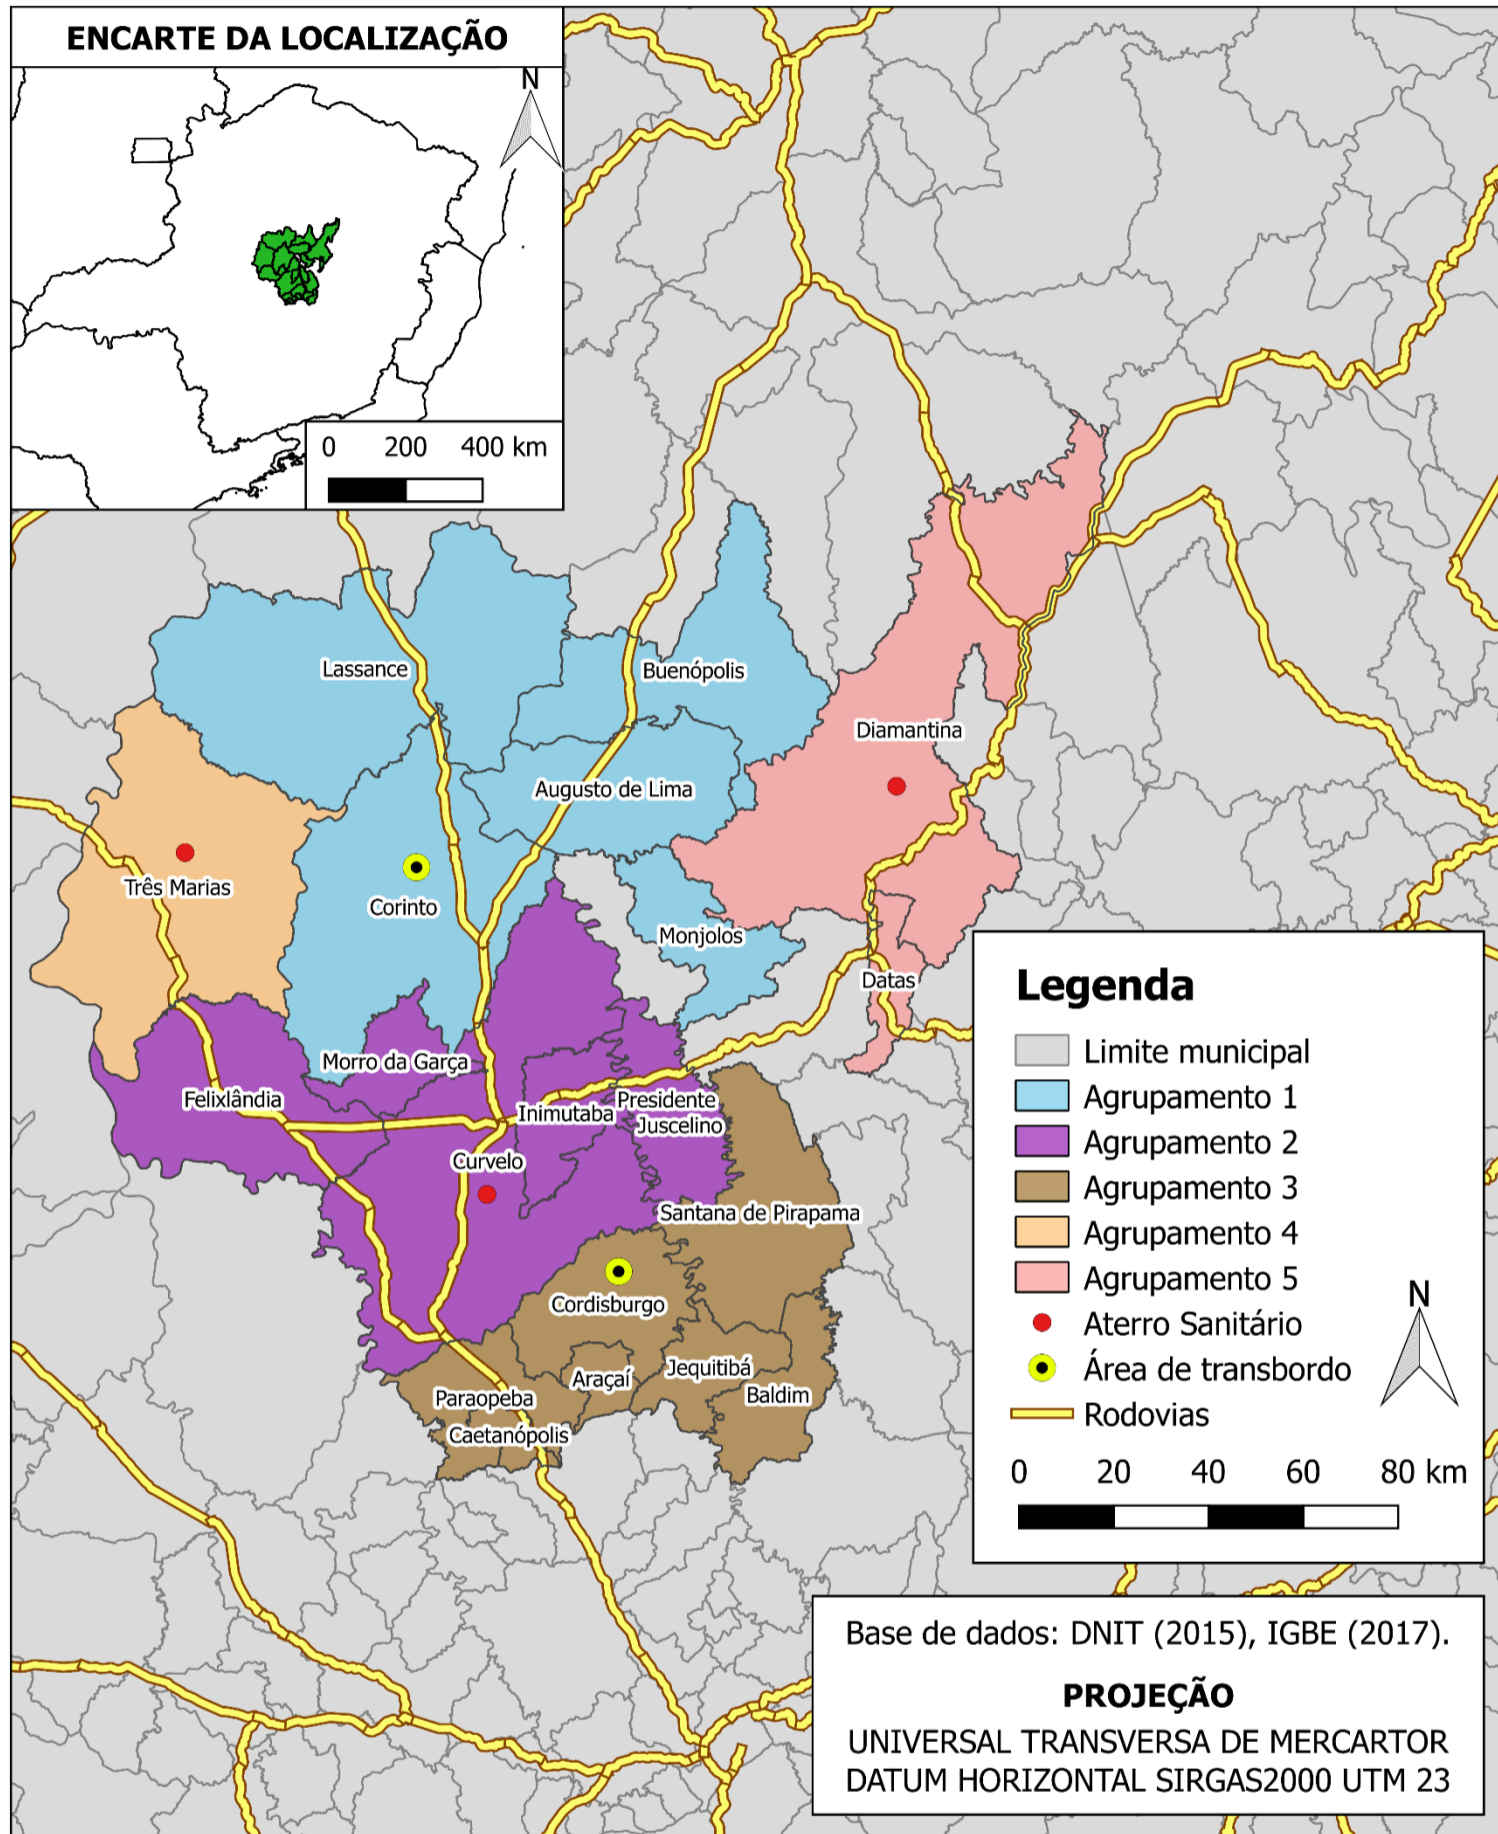 ENCARTE DA LOCALIZAÇÃO
N
0 200 400 km
Lassance
Buenópolis
Diamantina
Augusto de Lima
Três Marias
Corinto
Monjolos
Datas
Morro da Garça
Felixlândia
Inimutaba
Presidente
Juscelino
Curvelo
Santana de Pirapama
Cordisburgo
Jequitibá
Araçaí
Baldim
Paraopeba
Caetanópolis
Legenda
Limite municipal
Agrupamento 1
Agrupamento 2
Agrupamento 3
Agrupamento 4
Agrupamento 5
Aterro Sanitário
Área de transbordo
Rodovias
N
0 20 40 60 80 km
Base de dados: DNIT (2015), IGBE (2017).
PROJEÇÃO
UNIVERSAL TRANSVERSA DE MERCARTOR
DATUM HORIZONTAL SIRGAS2000 UTM 23